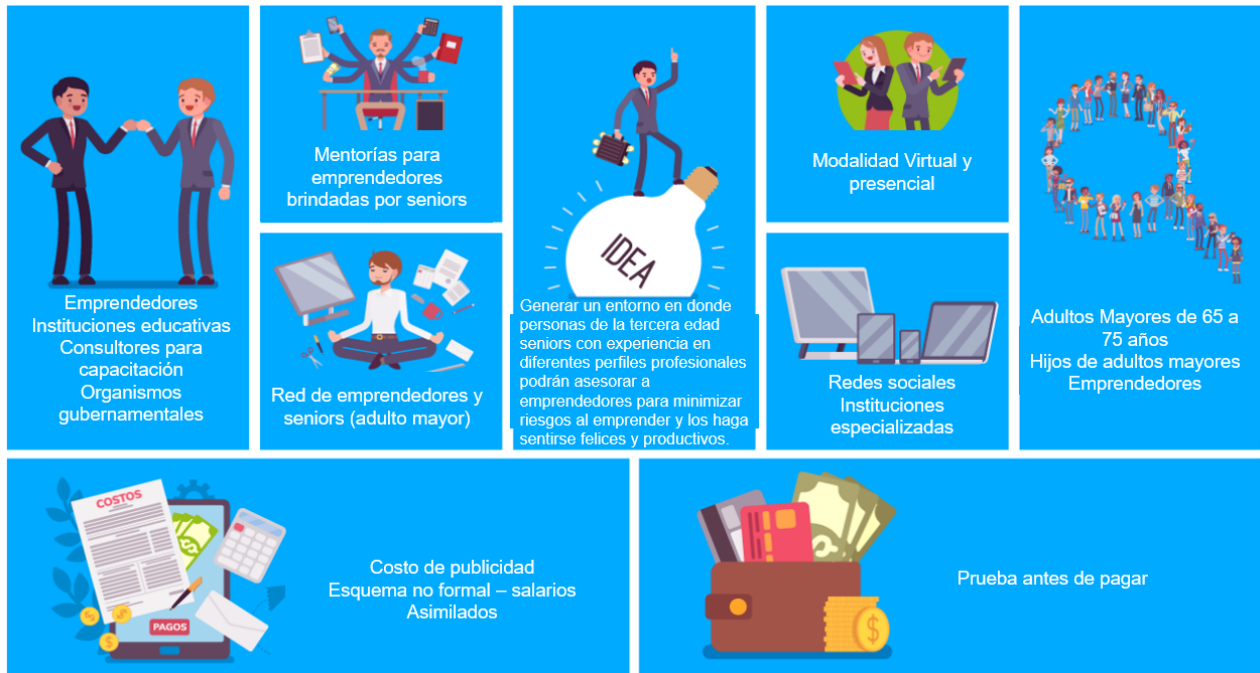 Emprendedores
Instituciones educativas
Consultores para
capacitación
Organismos
gubernamentales
Mentorías para
emprendedores
brindadas por seniors
Red de emprendedores y
seniors (adulto mayor)
IDEA
Generar un entorno en donde
personas de la tercera edad
seniors con experiencia en
diferentes perfiles profesionales
podrán asesorar a
emprendedores para minimizar
riesgos al emprender y los haga
sentirse felices y productivos.
Modalidad Virtual y
presencial
Redes sociales
Instituciones
especializadas
Adultos Mayores de 65 a
75 años
Hijos de adultos mayores
Emprendedores
COSTOS
PAGOS
Costo de publicidad
Esquema no formal – salarios
Asimilados
Prueba antes de pagar